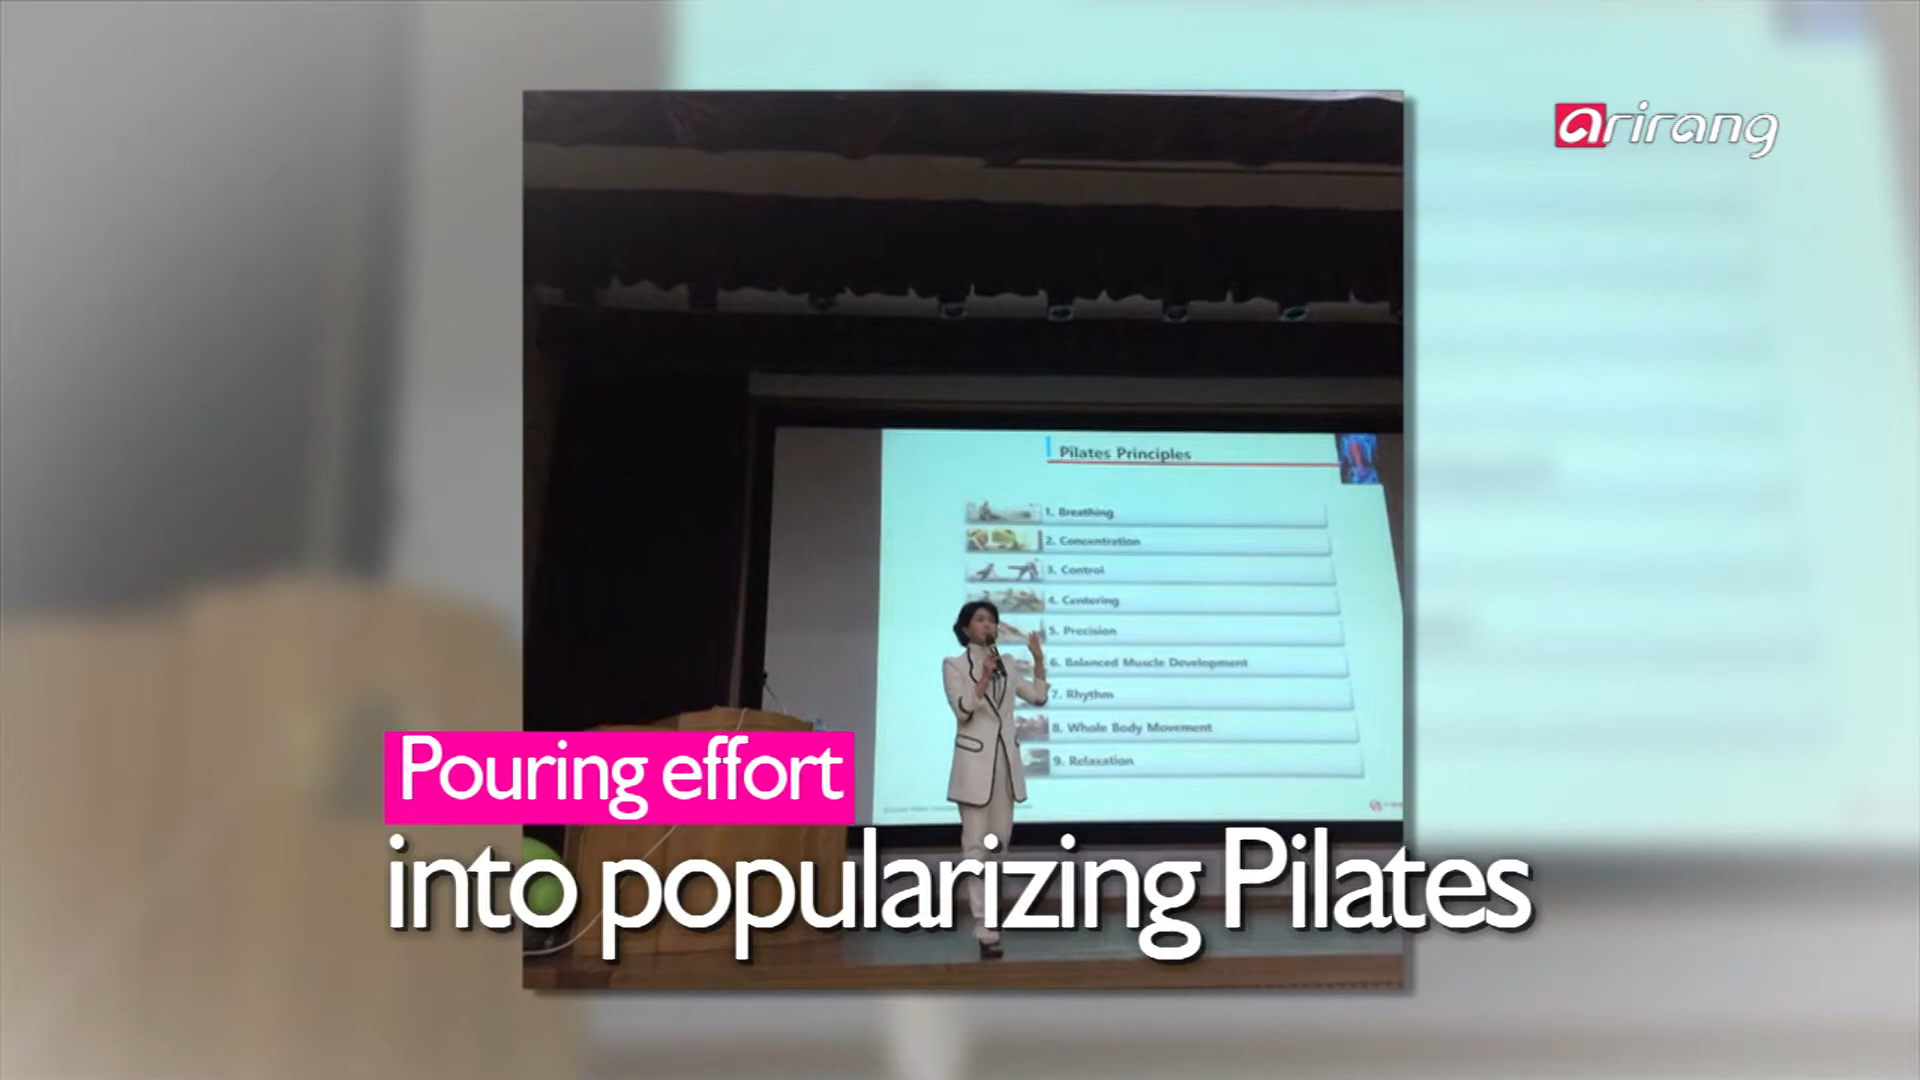 arirang
Pilates Principles
1. Breathing
2. Concentration
3. Control
4. Centering
5. Precision
6. Balanced Muscle Development
7. Rhythm
8. Whole Body Movement
9. Relaxation
Pouring effort
into popularizing Pilates